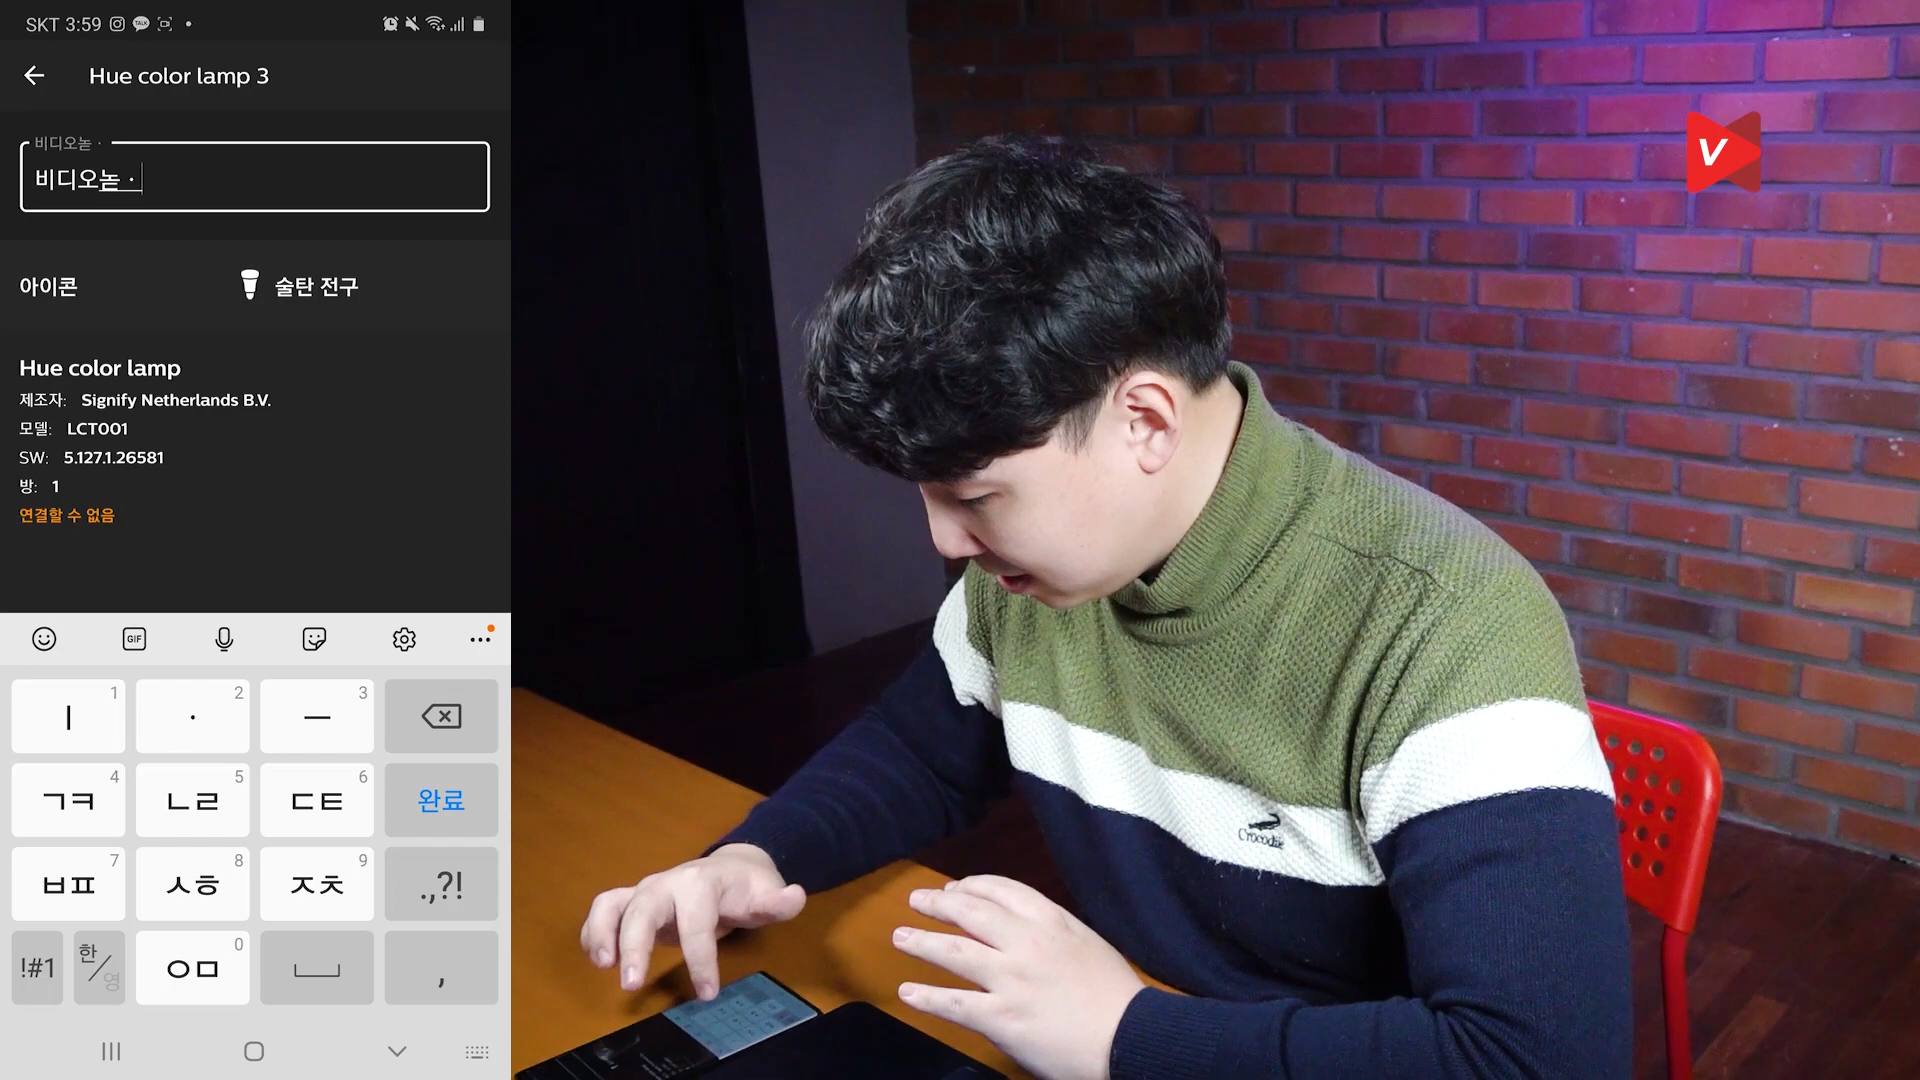 SKT 3:59
Hue color lamp 3
비디오녿 ·
비디오녿 ·
아이콘 술탄 전구
Hue color lamp
제조자: Signify Netherlands B.V.
모델: LCT001
SW: 5.127.1.26581
방: 1
연결할 수 없음
GIF
ㅣ 1 · 2 ㅡ 3
ㄱㅋ 4 ㄴㄹ 5 ㄷㅌ 6 완료
ㅂㅍ 7 ㅅㅎ 8 ㅈㅊ 9 .,?!
!#1 한/영 ㅇㅁ 0 ,
V
Crocodile